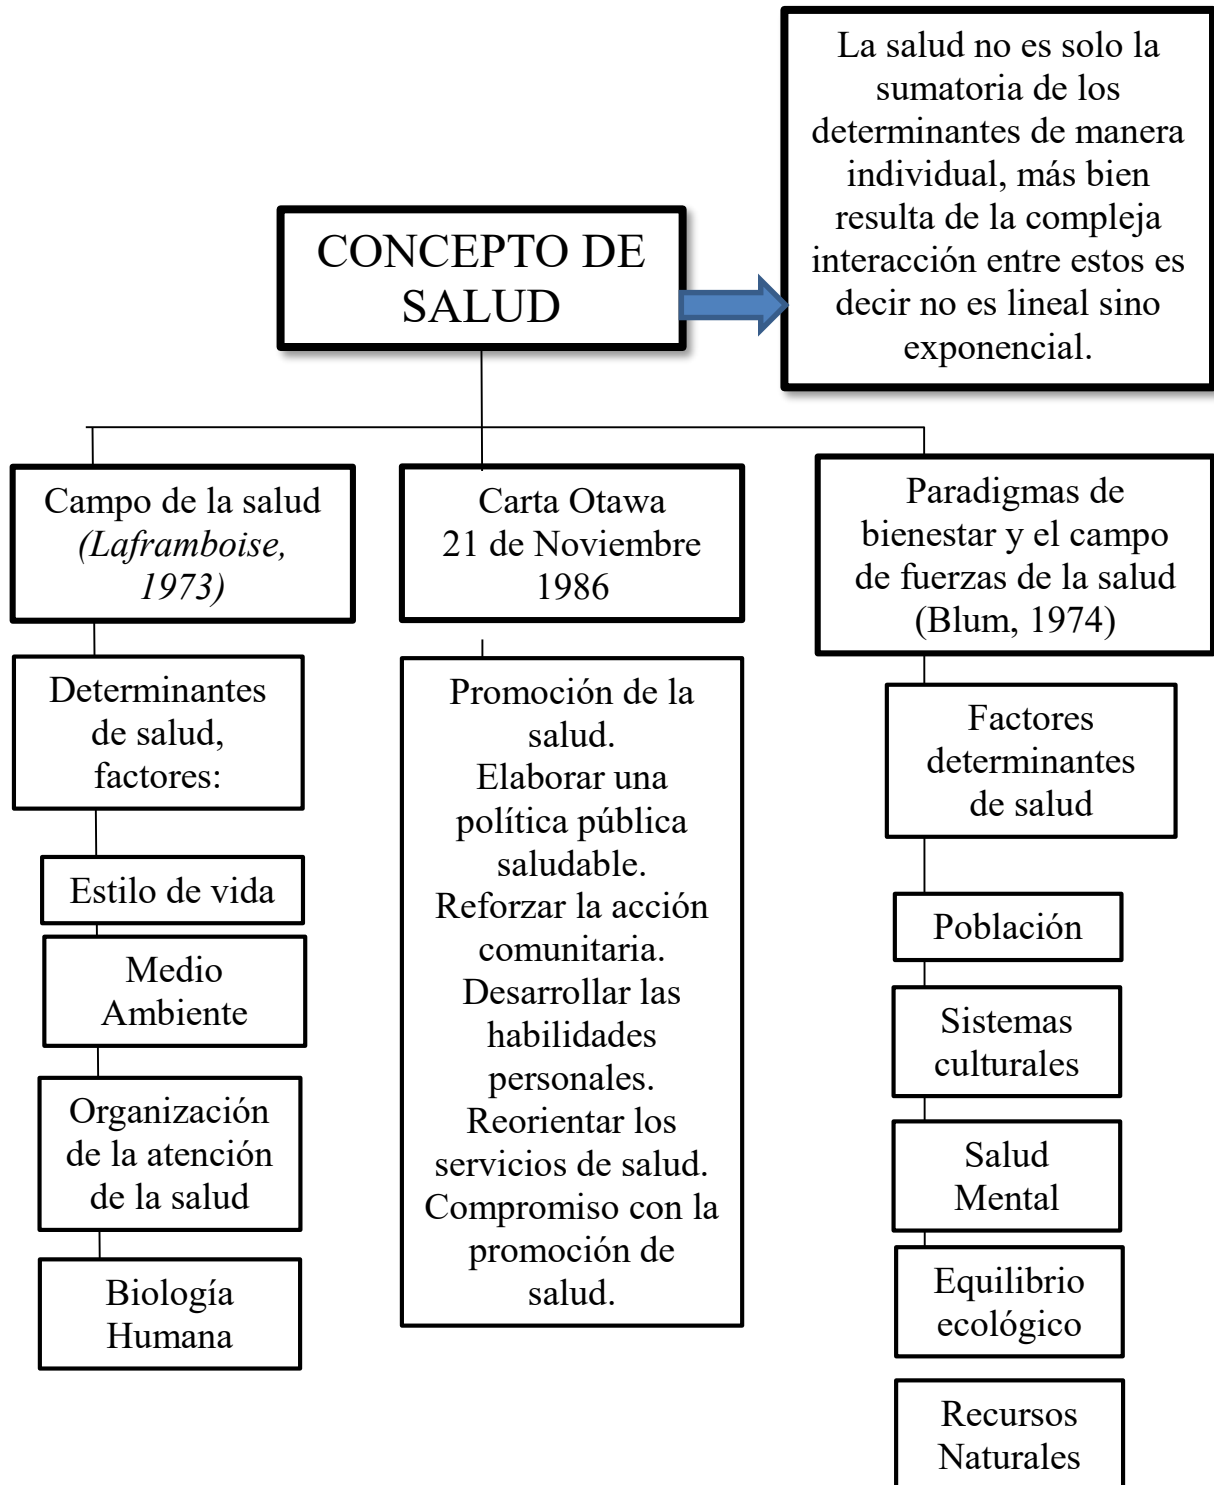 La salud no es solo la
sumatoria de los
determinantes de manera
individual, más bien
resulta de la compleja
interacción entre estos es
decir no es lineal sino
exponencial.
CONCEPTO DE
SALUD
Campo de la salud
(Laframboise,
1973)
Determinantes
de salud,
factores:
Estilo de vida
Medio
Ambiente
Organización
de la atención
de la salud
Biología
Humana
Carta Otawa
21 de Noviembre
1986
Promoción de la
salud.
Elaborar una
política pública
saludable.
Reforzar la acción
comunitaria.
Desarrollar las
habilidades
personales.
Reorientar los
servicios de salud.
Compromiso con la
promoción de
salud.
Paradigmas de
bienestar y el campo
de fuerzas de la salud
(Blum, 1974)
Factores
determinantes
de salud
Población
Sistemas
culturales
Salud
Mental
Equilibrio
ecológico
Recursos
Naturales